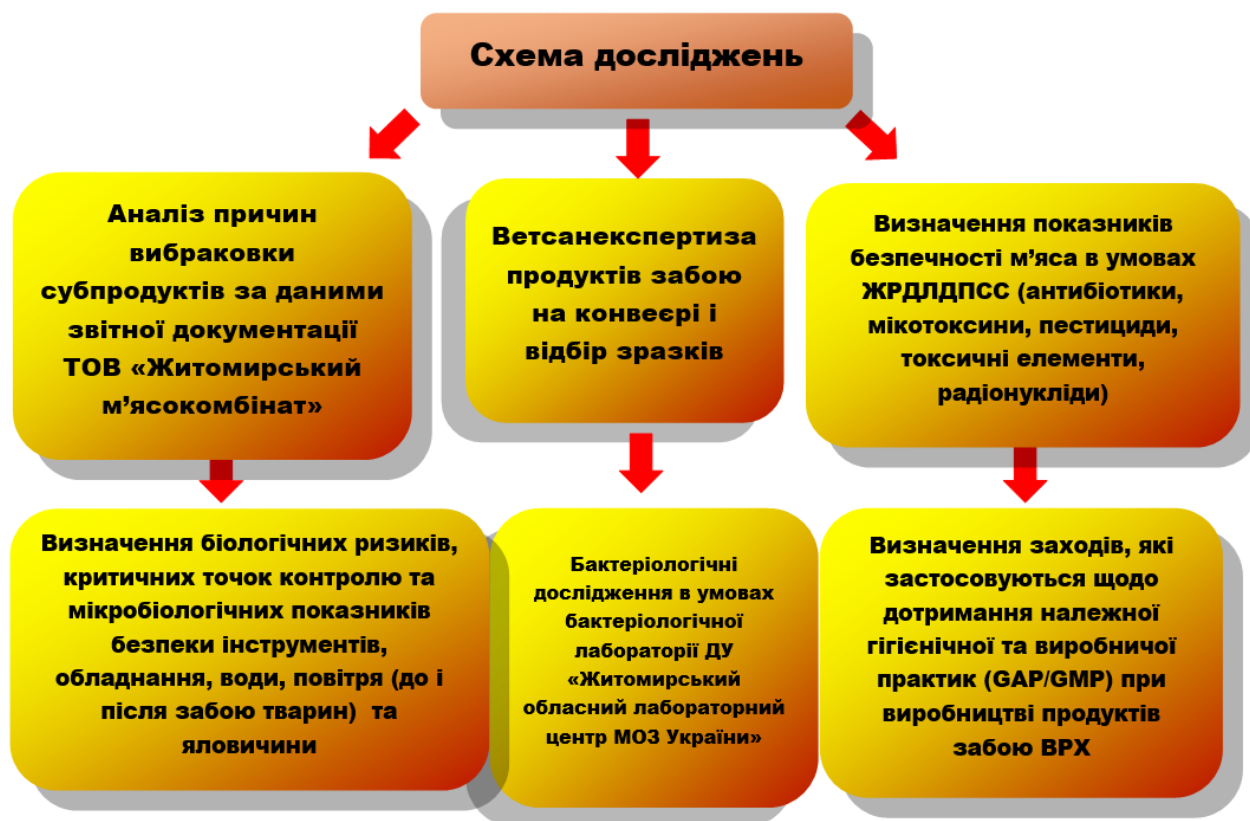 Схема досліджень
Аналіз причин
вибраковки
субпродуктів за даними
звітної документації
ТОВ «Житомирський
м’ясокомбінат»
Ветсанекспертиза
продуктів забою
на конвеєрі і
відбір зразків
Визначення показників
безпечності м’яса в умовах
ЖРДЛДПСС (антибіотики,
мікотоксини, пестициди,
токсичні елементи,
радіонукліди)
Визначення біологічних ризиків,
критичних точок контролю та
мікробіологічних показників
безпеки інструментів,
обладнання, води, повітря (до і
після забою тварин) та
яловичини
Бактеріологічні
дослідження в умовах
бактеріологічної
лабораторії ДУ
«Житомирський
обласний лабораторний
центр МОЗ України»
Визначення заходів, які
застосовуються щодо
дотримання належної
гігієнічної та виробничої
практик (GAP/GMP) при
виробництві продуктів
забою ВРХ